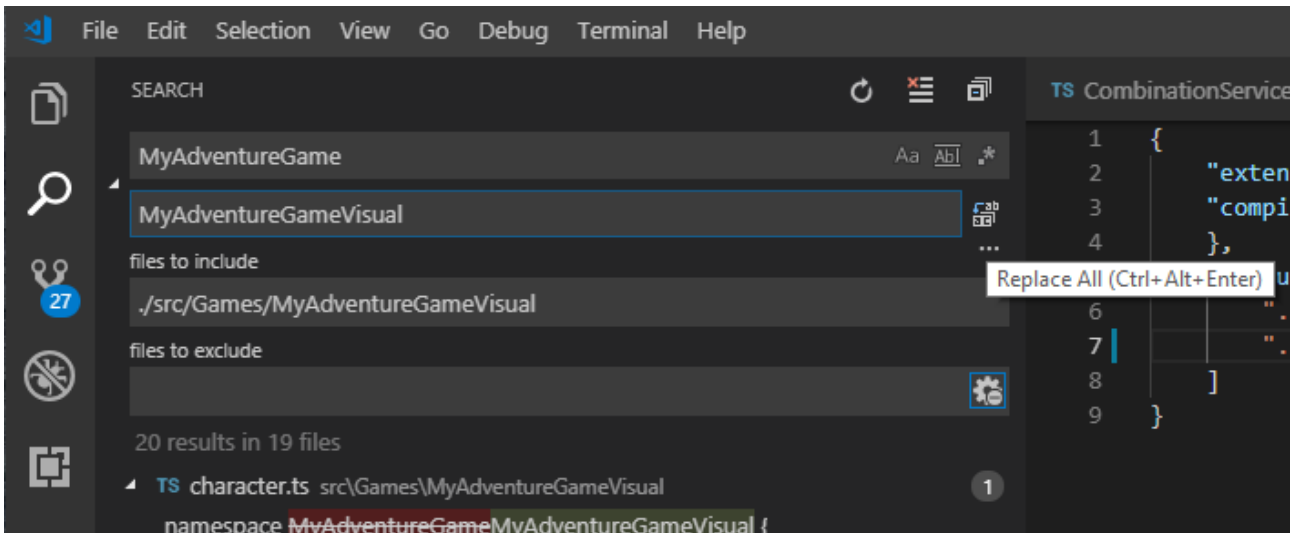 File Edit Selection View Go Debug Terminal Help
SEARCH
MyAdventureGame
Aa Abl .*
MyAdventureGameVisual
files to include
./src/Games/MyAdventureGameVisual
files to exclude
20 results in 19 files
TS character.ts src\Games\MyAdventureGameVisual 1
namespace MyAdventureGameMyAdventureGameVisual {
27
Replace All (Ctrl+Alt+Enter)
TS CombinationService
1 {
2 "exten
3 "compi
4 },
u
6 ".
7 ".
8 ]
9 }